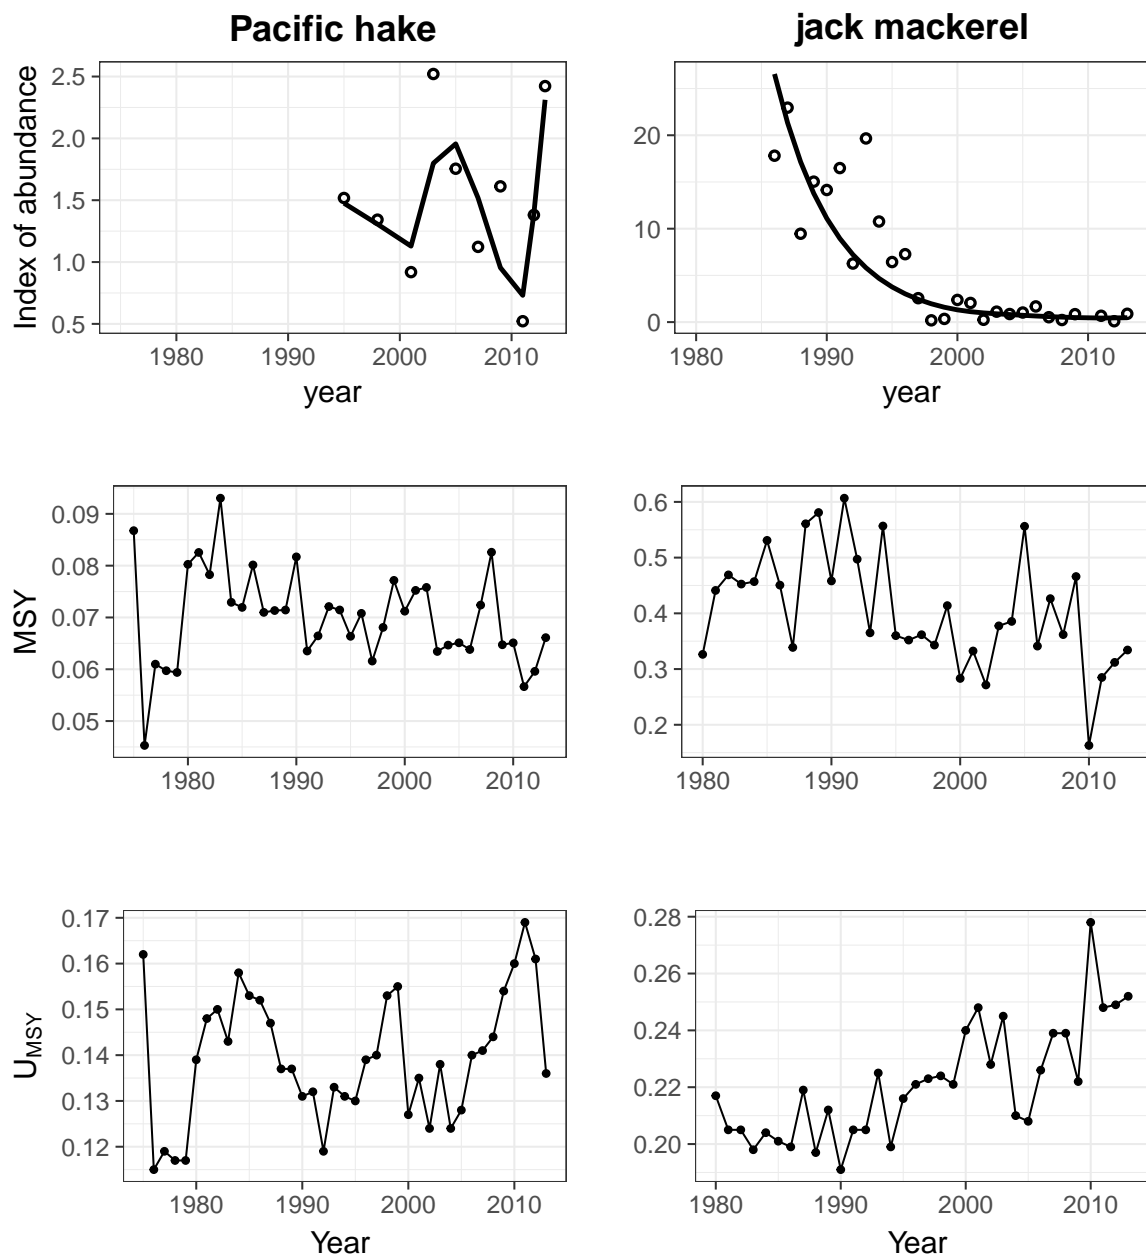 Pacific hake
jack mackerel
Index of abundance
2.5
2.0
1.5
1.0
0.5
1980 1990 2000 2010
year
20
10
0
1980 1990 2000 2010
year
MSY
0.09
0.08
0.07
0.06
0.05
1980 1990 2000 2010
0.6
0.5
0.4
0.3
0.2
1980 1990 2000 2010
U_MSY
0.17
0.16
0.15
0.14
0.13
0.12
1980 1990 2000 2010
Year
0.28
0.26
0.24
0.22
0.20
1980 1990 2000 2010
Year